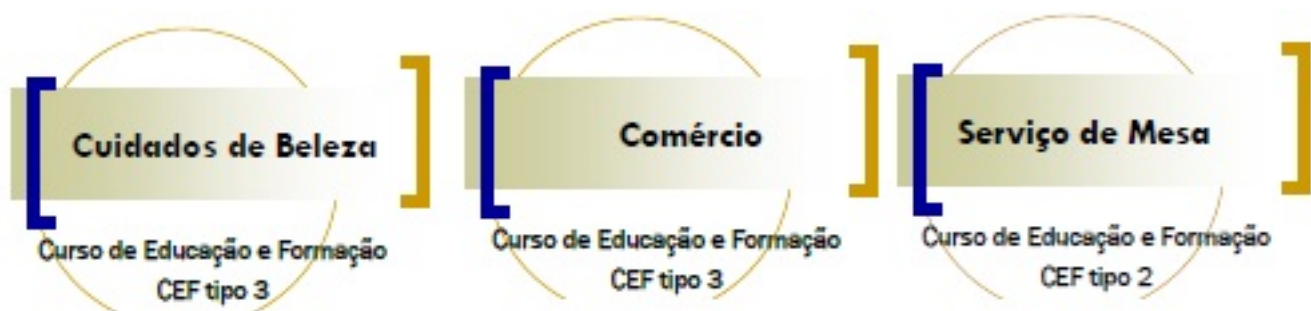 Cuidados de Beleza
Curso de Educação e Formação
CEF tipo 3
Comércio
Curso de Educação e Formação
CEF tipo 3
Serviço de Mesa
Curso de Educação e Formação
CEF tipo 2